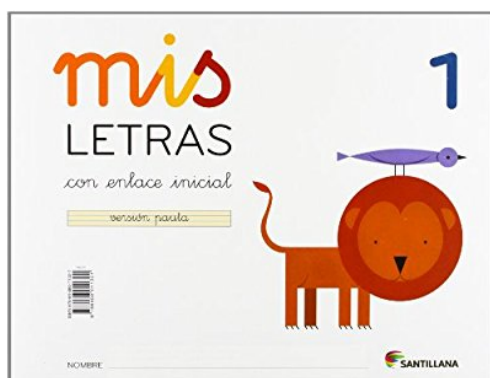 mis
1
LETRAS
con enlace inicial
versión pauta
NOMBRE
SANTILLANA